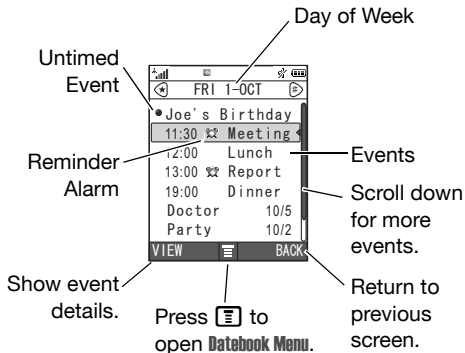 Day of Week
Untimed
Event
FRI 1-OCT
Joe's Birthday
11:30 Meeting
12:00 Lunch
13:00 Report
19:00 Dinner
Doctor 10/5
Party 10/2
VIEW BACK
Reminder
Alarm
Events
Scroll down
for more
events.
Show event
details.
Press to
open Datebook Menu.
Return to
previous
screen.